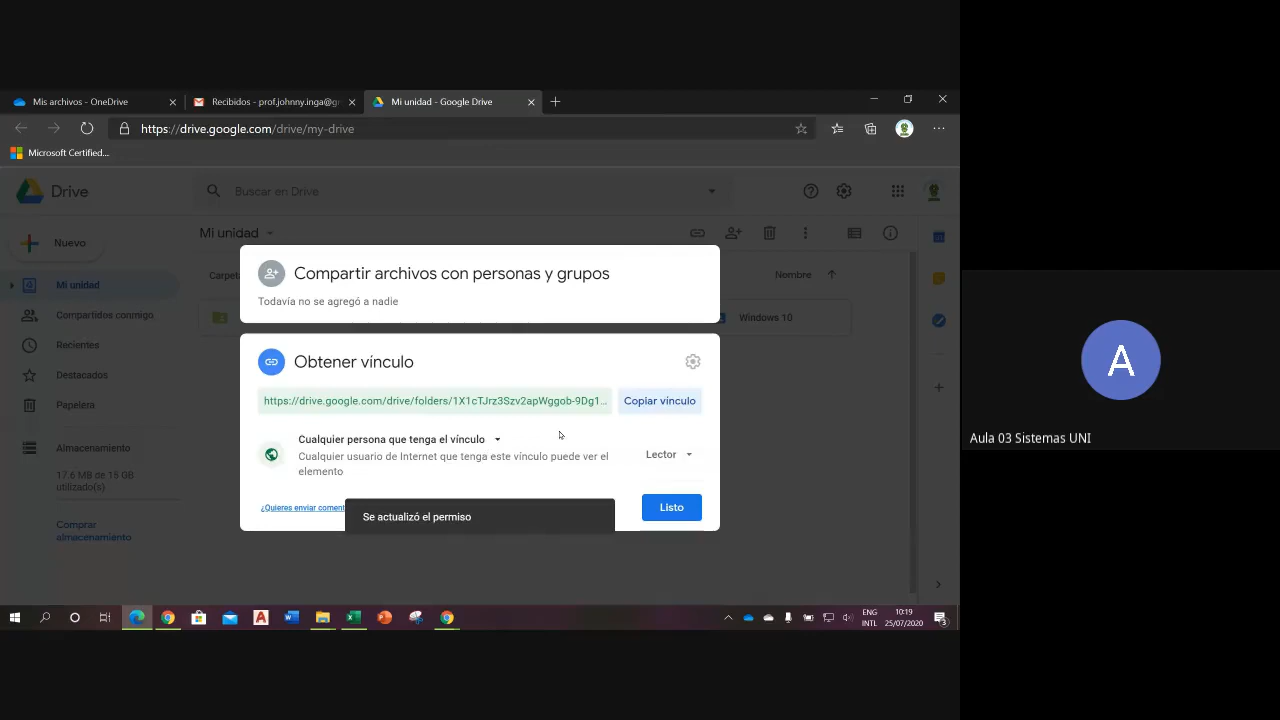 Mis archivos - OneDrive
Recibidos - prof.johnny.inga@g
Mi unidad - Google Drive
https://drive.google.com/drive/my-drive
Microsoft Certified...
Drive
Buscar en Drive
Nuevo
Mi unidad
Carpeta
Nombre
Mi unidad
Compartidos conmigo
Recientes
Destacados
Papelera
Almacenamiento
17.6 MB de 15 GB
utilizado(s)
Comprar
almacenamiento
Windows 10
Compartir archivos con personas y grupos
Todavía no se agregó a nadie
Obtener vínculo
https://drive.google.com/drive/folders/1X1cTJrz3Szv2apWggob-9Dg1...
Copiar vínculo
Cualquier persona que tenga el vínculo
Cualquier usuario de Internet que tenga este vínculo puede ver el
elemento
Lector
¿Quieres enviar coment
Se actualizó el permiso
Listo
A
Aula 03 Sistemas UNI
ENG
INTL
10:19
25/07/2020